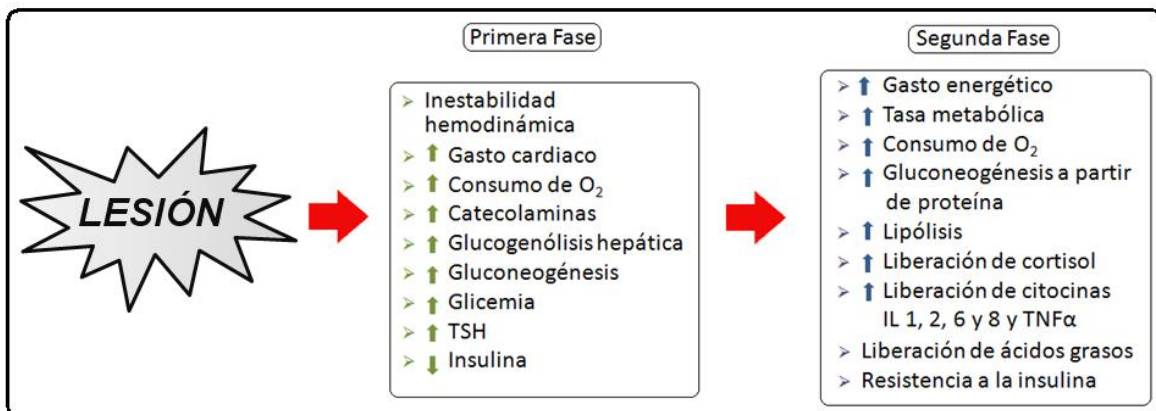 Primera Fase
Segunda Fase
LESIÓN
➢ Inestabilidad
hemodinámica
➢ ⬆ Gasto cardiaco
➢ ⬆ Consumo de O₂
➢ ⬆ Catecolaminas
➢ ⬆ Glucogenólisis hepática
➢ ⬆ Gluconeogénesis
➢ ⬆ Glicemia
➢ ⬆ TSH
➢ ⬇ Insulina
➢ ⬆ Gasto energético
➢ ⬆ Tasa metabólica
➢ ⬆ Consumo de O₂
➢ ⬆ Gluconeogénesis a partir
de proteína
➢ ⬆ Lipólisis
➢ ⬆ Liberación de cortisol
➢ ⬆ Liberación de citocinas
IL 1, 2, 6 y 8 y TNFα
➢ Liberación de ácidos grasos
➢ Resistencia a la insulina